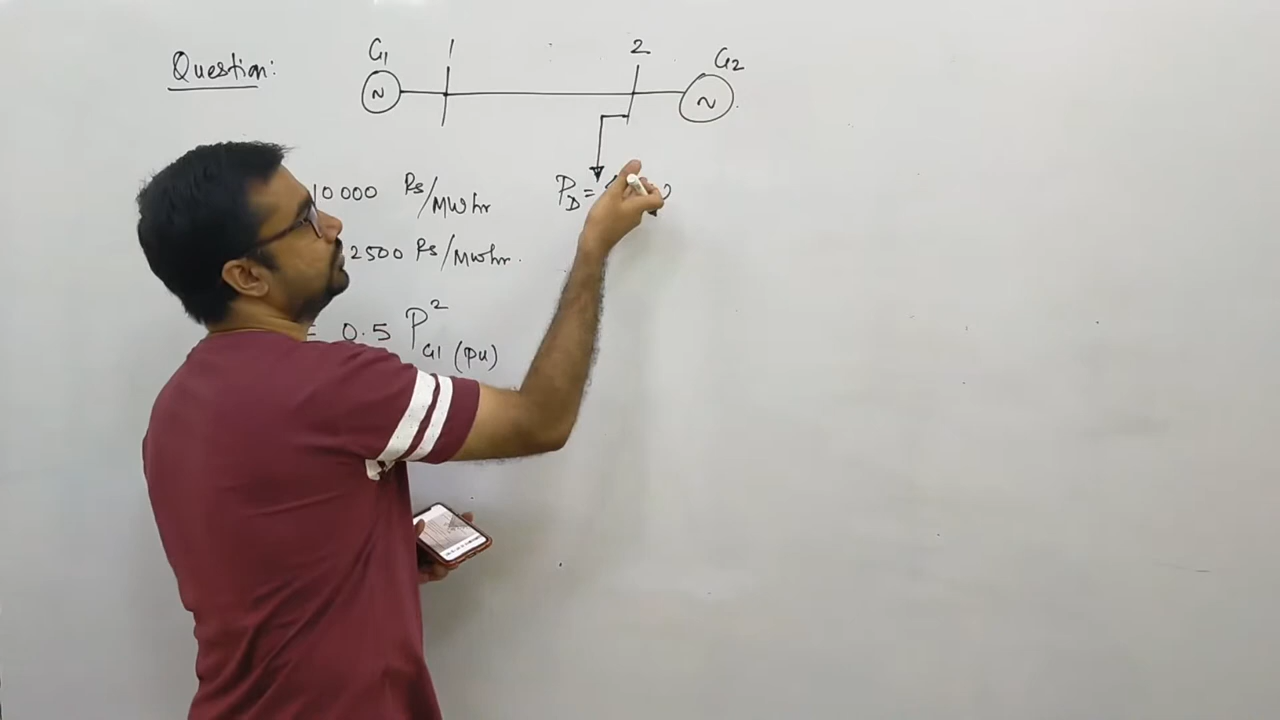 Question:
G1
1
2
G2
N
N
10000 Rs/MWhr
P_D =
2500 Rs/MWhr.
= 0.5 P²_G1 (pu)